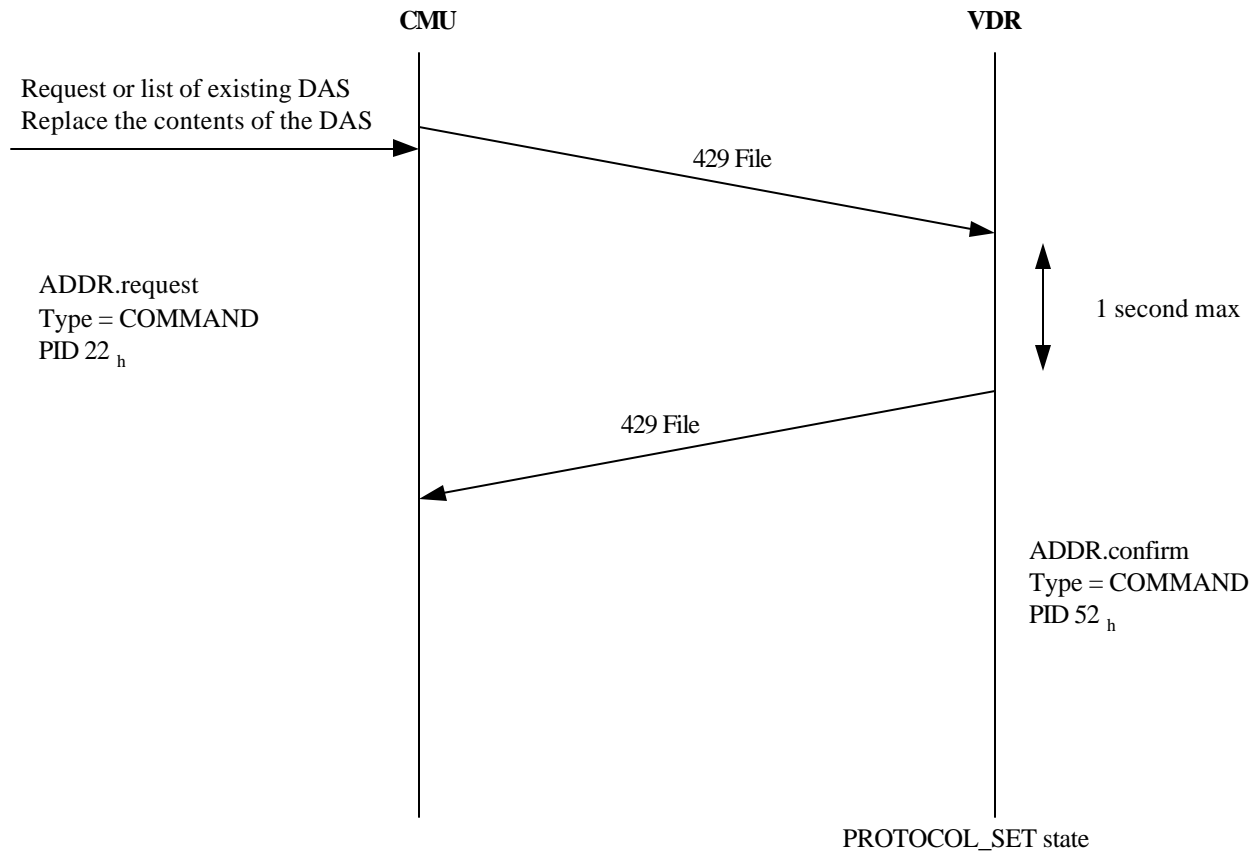 CMU
VDR
Request or list of existing DAS
Replace the contents of the DAS
429 File
ADDR.request
Type = COMMAND
PID 22 h
1 second max
429 File
ADDR.confirm
Type = COMMAND
PID 52 h
PROTOCOL_SET state